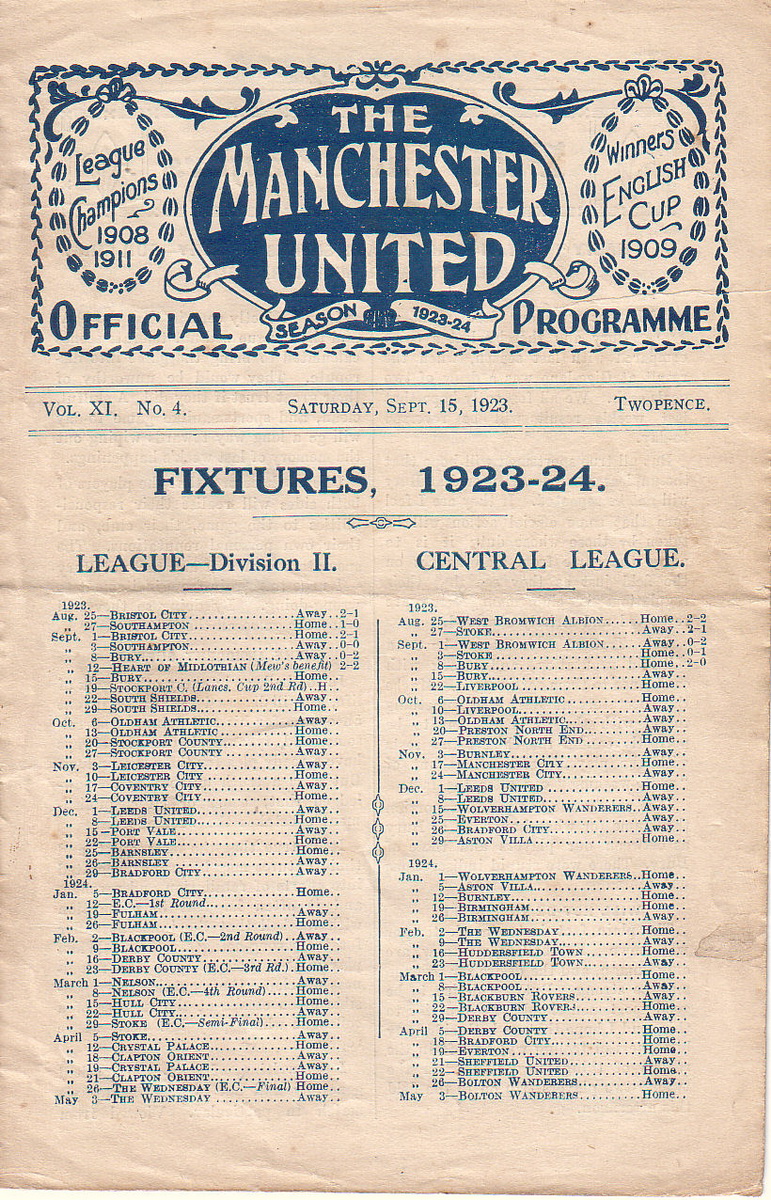 THE
MANCHESTER
UNITED
League
Champions
1908
1911
Winners
ENGLISH
CUP
1909
OFFICIAL
SEASON 1923-24
PROGRAMME
VOL. XI. No. 4. SATURDAY, SEPT. 15, 1923. TWOPENCE.
FIXTURES, 1923-24.
LEAGUE—Division II.
1923.
Aug. 25—BRISTOL CITY..........Away..2-1
„ 27—SOUTHAMPTON..........Home..1-0
Sept. 1—BRISTOL CITY..........Home..2-1
„ 3—SOUTHAMPTON..........Away..0-0
„ 8—BURY..........Away..0-2
„ 12—HEART OF MIDLOTHIAN (Mew's benefit) 2-2
„ 15—BURY..........Home..
„ 19—STOCKPORT C. (Lancs. Cup 2nd Rd)..H..
„ 22—SOUTH SHIELDS..........Away..
„ 29—SOUTH SHIELDS..........Home..
Oct. 6—OLDHAM ATHLETIC..........Away..
„ 13—OLDHAM ATHLETIC..........Home..
„ 20—STOCKPORT COUNTY..........Home..
„ 27—STOCKPORT COUNTY..........Away..
Nov. 3—LEICESTER CITY..........Away..
„ 10—LEICESTER CITY..........Home..
„ 17—COVENTRY CITY..........Away..
„ 24—COVENTRY CITY..........Home..
Dec. 1—LEEDS UNITED..........Away..
„ 8—LEEDS UNITED..........Home..
„ 15—PORT VALE..........Away..
„ 22—PORT VALE..........Home..
„ 25—BARNSLEY..........Home..
„ 26—BARNSLEY..........Away..
„ 29—BRADFORD CITY..........Away..
1924.
Jan. 5—BRADFORD CITY..........Home..
„ 12—E.C.—1st Round..........
„ 19—FULHAM..........Away..
„ 26—FULHAM..........Home..
Feb. 2—BLACKPOOL (E.C.—2nd Round)..Away..
„ 9—BLACKPOOL..........Home..
„ 16—DERBY COUNTY..........Away..
„ 23—DERBY COUNTY (E.C.—3rd Rd.).Home..
March 1—NELSON..........Away..
„ 8—NELSON (E.C.—4th Round)....Home..
„ 15—HULL CITY..........Home..
„ 22—HULL CITY..........Away..
„ 29—STOKE (E.C.—Semi-Final)......Home..
April 5—STOKE..........Away..
„ 12—CRYSTAL PALACE..........Home..
„ 18—CLAPTON ORIENT..........Away..
„ 19—CRYSTAL PALACE..........Away..
„ 21—CLAPTON ORIENT..........Home..
„ 26—THE WEDNESDAY (E.C.—Final) Home..
May 3—THE WEDNESDAY..........Away..
CENTRAL LEAGUE.
1923.
Aug. 25—WEST BROMWICH ALBION......Home..2-2
„ 27—STOKE..........Away..2-1
Sept. 1—WEST BROMWICH ALBION......Away..0-2
„ 3—STOKE..........Home..0-1
„ 8—BURY..........Home..2-0
„ 15—BURY..........Away..
„ 22—LIVERPOOL..........Home..
Oct. 6—OLDHAM ATHLETIC..........Home..
„ 10—LIVERPOOL..........Away..
„ 13—OLDHAM ATHLETIC..........Away..
„ 20—PRESTON NORTH END..........Away..
„ 27—PRESTON NORTH END..........Home..
Nov. 3—BURNLEY..........Away..
„ 17—MANCHESTER CITY..........Home..
„ 24—MANCHESTER CITY..........Away..
Dec. 1—LEEDS UNITED..........Home..
„ 8—LEEDS UNITED..........Away..
„ 15—WOLVERHAMPTON WANDERERS..Away..
„ 25—EVERTON..........Away..
„ 26—BRADFORD CITY..........Away..
„ 29—ASTON VILLA..........Home..
1924.
Jan. 1—WOLVERHAMPTON WANDERERS..Home..
„ 5—ASTON VILLA..........Away..
„ 12—BURNLEY..........Home..
„ 19—BIRMINGHAM..........Home..
„ 26—BIRMINGHAM..........Away..
Feb. 2—THE WEDNESDAY..........Home..
„ 9—THE WEDNESDAY..........Away..
„ 16—HUDDERSFIELD TOWN..........Home..
„ 23—HUDDERSFIELD TOWN..........Away..
March 1—BLACKPOOL..........Home..
„ 8—BLACKPOOL..........Away..
„ 15—BLACKBURN ROVERS..........Away..
„ 22—BLACKBURN ROVERS..........Home..
„ 29—DERBY COUNTY..........Away..
April 5—DERBY COUNTY..........Home..
„ 18—BRADFORD CITY..........Home..
„ 19—EVERTON..........Home..
„ 21—SHEFFIELD UNITED..........Away..
„ 22—SHEFFIELD UNITED..........Home..
„ 26—BOLTON WANDERERS..........Away..
May 3—BOLTON WANDERERS..........Home..